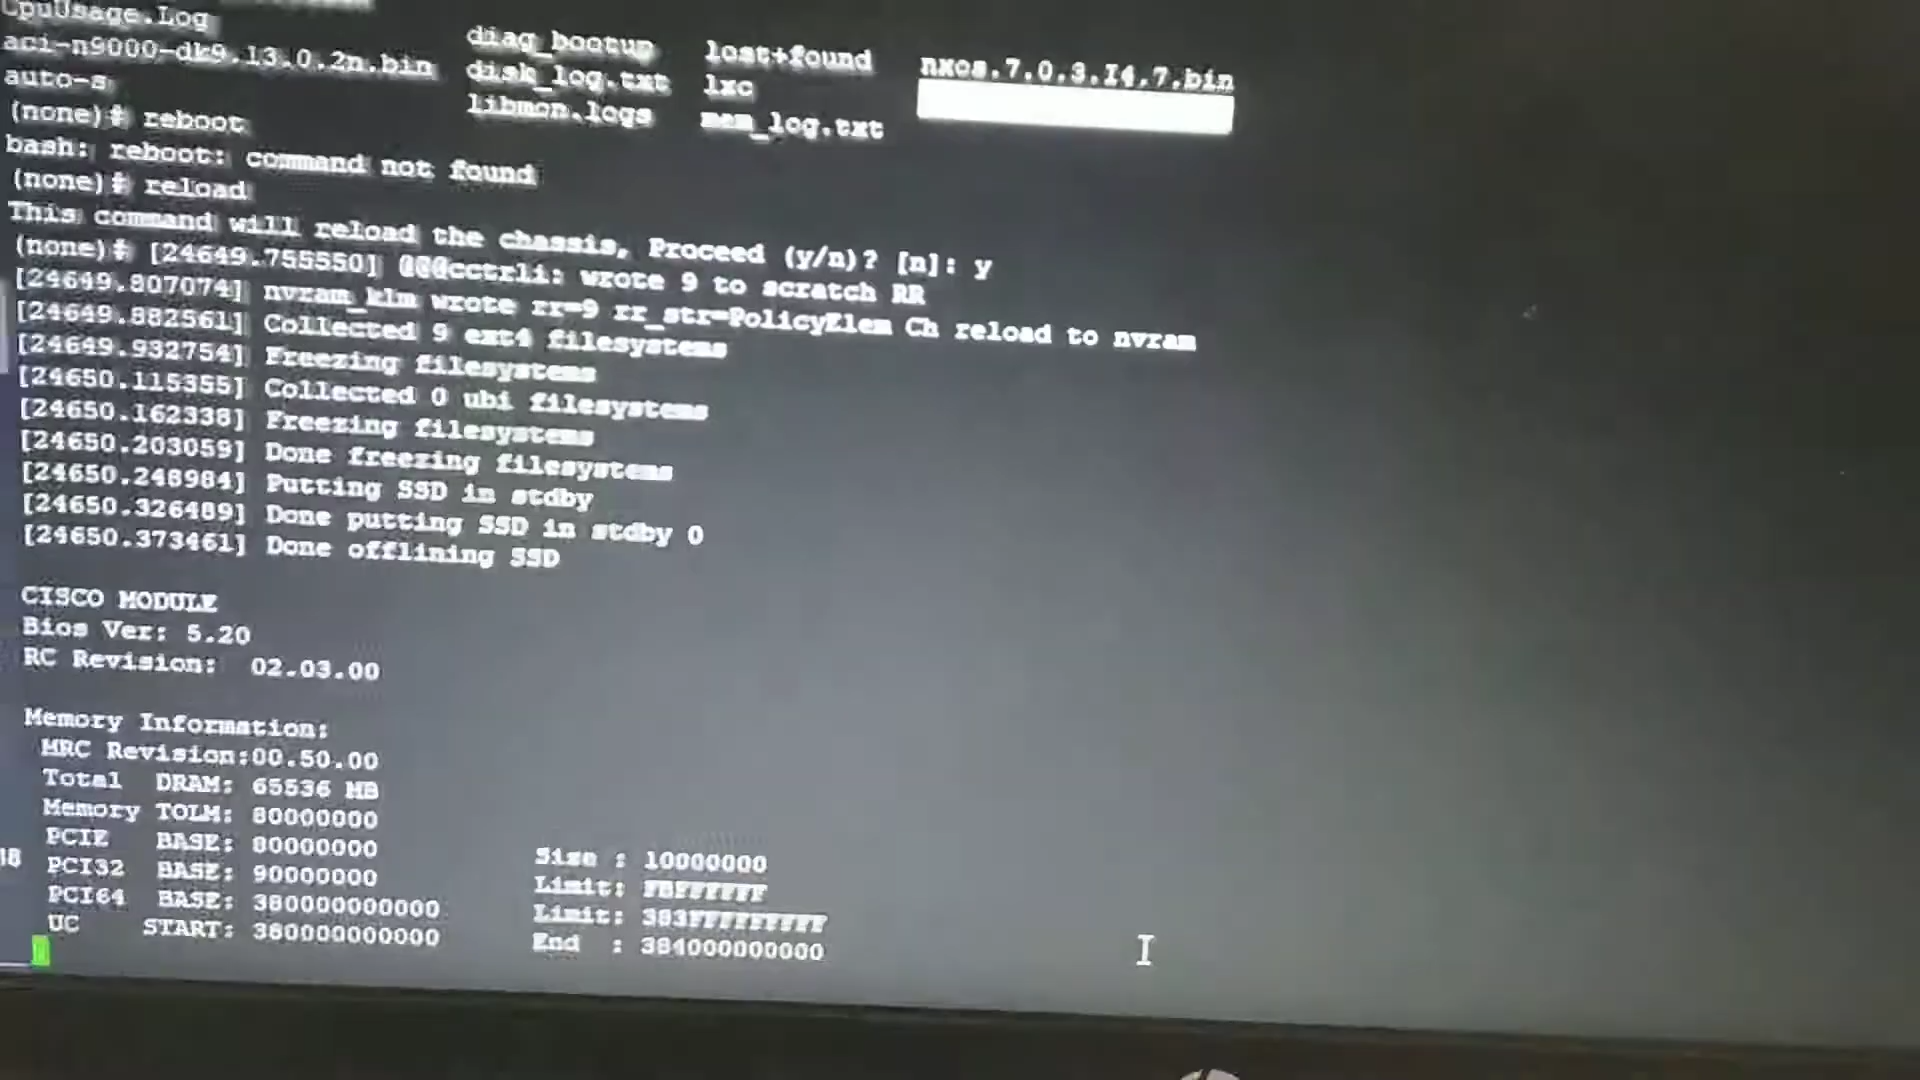 CpuUsage.Log diag_bootup lost+found nxos.7.0.3.I4.7.bin
aci-n9000-dk9.13.0.2n.bin disk_log.txt lxc
auto-s libmon.logs mem_log.txt
(none)# reboot
bash: reboot: command not found
(none)# reload
This command will reload the chassis, Proceed (y/n)? [n]: y
(none)# [24649.755550] @@@cctrli: wrote 9 to scratch RR
[24649.807074] nvram_klm wrote rr=9 rr_str=PolicyElem Ch reload to nvram
[24649.882561] Collected 9 ext4 filesystems
[24649.932754] Freezing filesystems
[24650.115355] Collected 0 ubi filesystems
[24650.162338] Freezing filesystems
[24650.203059] Done freezing filesystems
[24650.248984] Putting SSD in stdby
[24650.326489] Done putting SSD in stdby 0
[24650.373461] Done offlining SSD
CISCO MODULE
Bios Ver: 5.20
RC Revision: 02.03.00
Memory Information:
MRC Revision:00.50.00
Total DRAM: 65536 MB
Memory TOLM: 80000000
PCIE BASE: 80000000 Size : 10000000
PCI32 BASE: 90000000 Limit: FBFFFFFF
PCI64 BASE: 380000000000 Limit: 383FFFFFFFFF
UC START: 380000000000 End : 384000000000